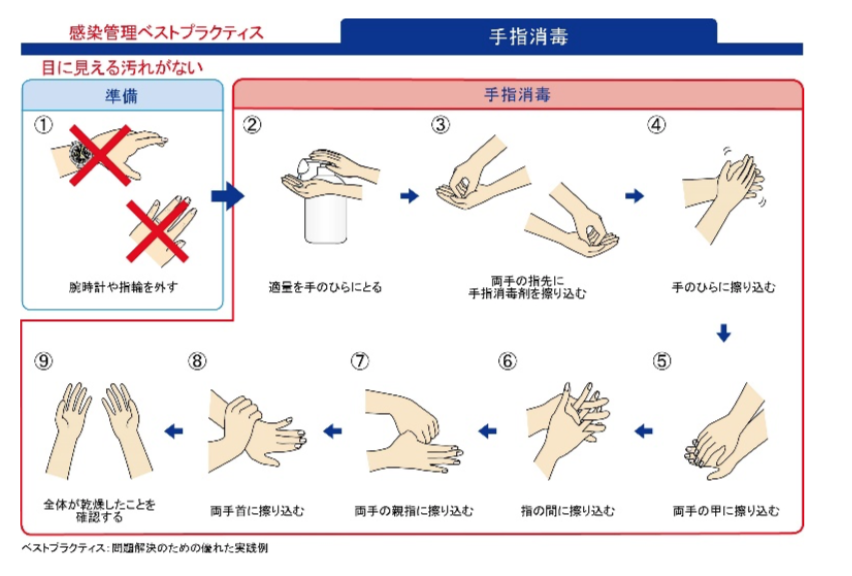 感染管理ベストプラクティス
手指消毒
目に見える汚れがない
準備
手指消毒
①
腕時計や指輪を外す
②
適量を手のひらにとる
③
両手の指先に
手指消毒剤を擦り込む
④
手のひらに擦り込む
⑤
両手の甲に擦り込む
⑥
指の間に擦り込む
⑦
両手の親指に擦り込む
⑧
両手首に擦り込む
⑨
全体が乾燥したことを
確認する
ベストプラクティス：問題解決のための優れた実践例